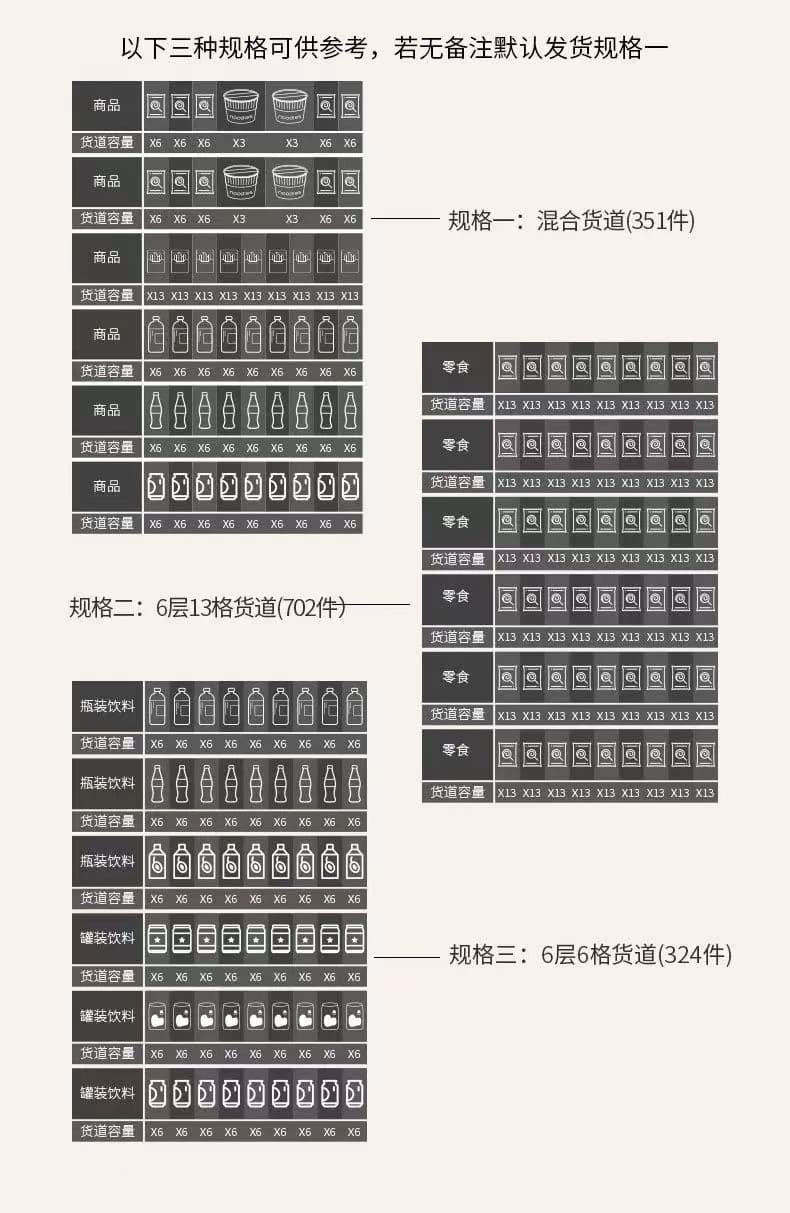 以下三种规格可供参考，若无备注默认发货规格一
商品
noodles noodles
货道容量 X6 X6 X6 X3 X3 X6 X6
商品
noodles noodles
货道容量 X6 X6 X6 X3 X3 X6 X6
规格一：混合货道(351件)
商品
货道容量 X13 X13 X13 X13 X13 X13 X13 X13 X13
商品
货道容量 X6 X6 X6 X6 X6 X6 X6 X6 X6
商品
货道容量 X6 X6 X6 X6 X6 X6 X6 X6 X6
商品
货道容量 X6 X6 X6 X6 X6 X6 X6 X6 X6
零食
货道容量 X13 X13 X13 X13 X13 X13 X13 X13 X13
零食
货道容量 X13 X13 X13 X13 X13 X13 X13 X13 X13
零食
货道容量 X13 X13 X13 X13 X13 X13 X13 X13 X13
零食
货道容量 X13 X13 X13 X13 X13 X13 X13 X13 X13
零食
货道容量 X13 X13 X13 X13 X13 X13 X13 X13 X13
零食
货道容量 X13 X13 X13 X13 X13 X13 X13 X13 X13
规格二：6层13格货道(702件）
瓶装饮料
货道容量 X6 X6 X6 X6 X6 X6 X6 X6 X6
瓶装饮料
货道容量 X6 X6 X6 X6 X6 X6 X6 X6 X6
瓶装饮料
货道容量 X6 X6 X6 X6 X6 X6 X6 X6 X6
罐装饮料
货道容量 X6 X6 X6 X6 X6 X6 X6 X6 X6
罐装饮料
货道容量 X6 X6 X6 X6 X6 X6 X6 X6 X6
罐装饮料
货道容量 X6 X6 X6 X6 X6 X6 X6 X6 X6
规格三：6层6格货道(324件)